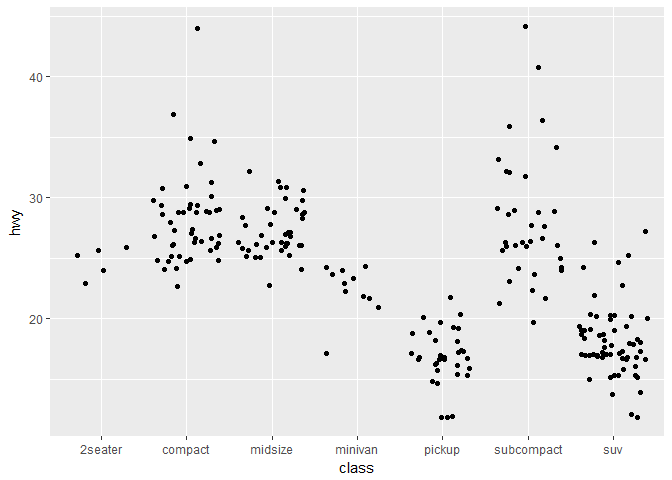 40
30
20
hwy
2seater compact midsize minivan pickup subcompact suv
class